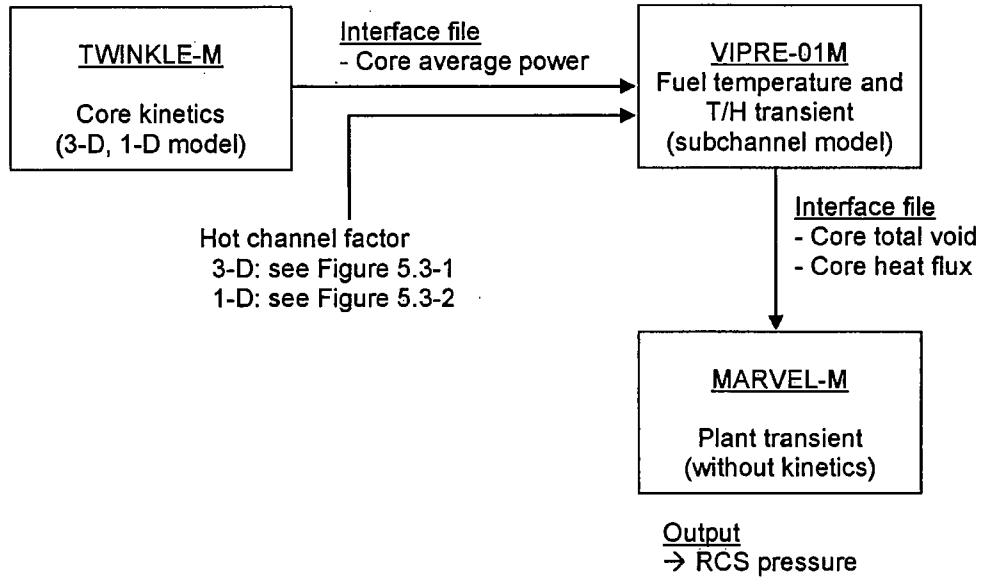 TWINKLE-M
Core kinetics
(3-D, 1-D model)
Interface file
- Core average power
VIPRE-01M
Fuel temperature and
T/H transient
(subchannel model)
Hot channel factor
3-D: see Figure 5.3-1
1-D: see Figure 5.3-2
Interface file
- Core total void
- Core heat flux
MARVEL-M
Plant transient
(without kinetics)
Output
→ RCS pressure